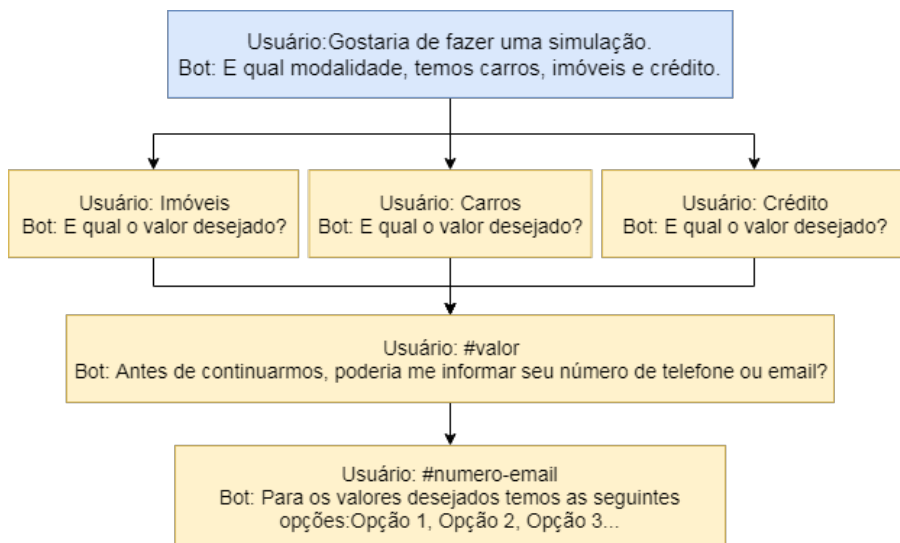 Usuário:Gostaria de fazer uma simulação.
Bot: E qual modalidade, temos carros, imóveis e crédito.
Usuário: Imóveis
Bot: E qual o valor desejado?
Usuário: Carros
Bot: E qual o valor desejado?
Usuário: Crédito
Bot: E qual o valor desejado?
Usuário: #valor
Bot: Antes de continuarmos, poderia me informar seu número de telefone ou email?
Usuário: #numero-email
Bot: Para os valores desejados temos as seguintes
opções:Opção 1, Opção 2, Opção 3...